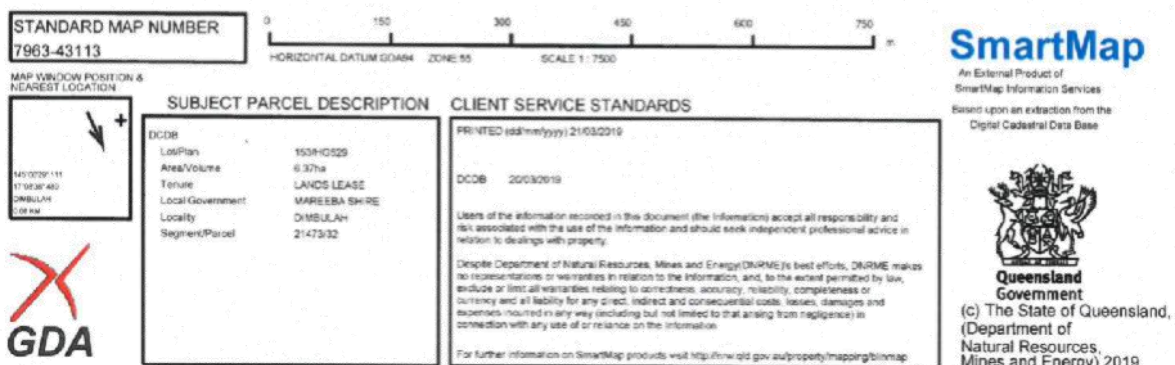 STANDARD MAP NUMBER
7963-43113
0 150 300 450 600 750
m
HORIZONTAL DATUM GDA94 ZONE 55 SCALE 1 : 7500
MAP WINDOW POSITION &
NEAREST LOCATION
DIMBULAH
SUBJECT PARCEL DESCRIPTION
DCDB
Lot/Plan 153/HG529
Area/Volume 6.37ha
Tenure LANDS LEASE
Local Government MAREEBA SHIRE
Locality DIMBULAH
Segment/Parcel 21473/32
CLIENT SERVICE STANDARDS
PRINTED (dd/mm/yyyy) 21/03/2019
DCDB 20/03/2019
Users of the information recorded in this document (the Information) accept all responsibility and
risk associated with the use of the Information and should seek independent professional advice in
relation to dealings with property.
Despite Department of Natural Resources, Mines and Energy(DNRME)'s best efforts, DNRME makes
no representations or warranties in relation to the Information, and, to the extent permitted by law,
exclude or limit all warranties relating to correctness, accuracy, reliability, completeness or
currency and all liability for any direct, indirect and consequential costs, losses, damages and
expenses incurred in any way (including but not limited to that arising from negligence) in
connection with any use of or reliance on the Information
For further information on SmartMap products visit http://nrw.qld.gov.au/property/mapping/blinmap
SmartMap
An External Product of
SmartMap Information Services
Based upon an extraction from the
Digital Cadastral Data Base
Queensland
Government
(c) The State of Queensland,
(Department of
Natural Resources,
Mines and Energy) 2019
GDA